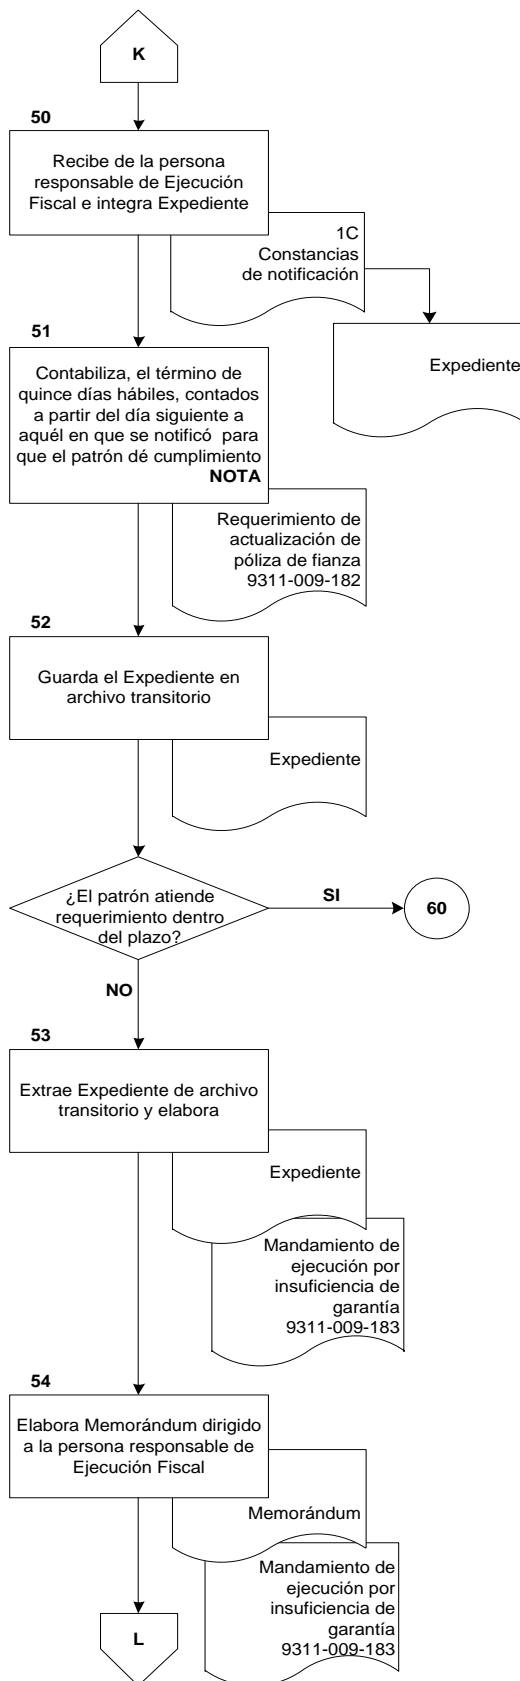 K
50
Recibe de la persona
responsable de Ejecución
Fiscal e integra Expediente
1C
Constancias
de notificación
Expediente
51
Contabiliza, el término de
quince días hábiles, contados
a partir del día siguiente a
aquél en que se notificó para
que el patrón dé cumplimiento
NOTA
Requerimiento de
actualización de
póliza de fianza
9311-009-182
52
Guarda el Expediente en
archivo transitorio
Expediente
¿El patrón atiende
requerimiento dentro
del plazo?
SI
60
NO
53
Extrae Expediente de archivo
transitorio y elabora
Expediente
Mandamiento de
ejecución por
insuficiencia de
garantía
9311-009-183
54
Elabora Memorándum dirigido
a la persona responsable de
Ejecución Fiscal
Memorándum
Mandamiento de
ejecución por
insuficiencia de
garantía
9311-009-183
L